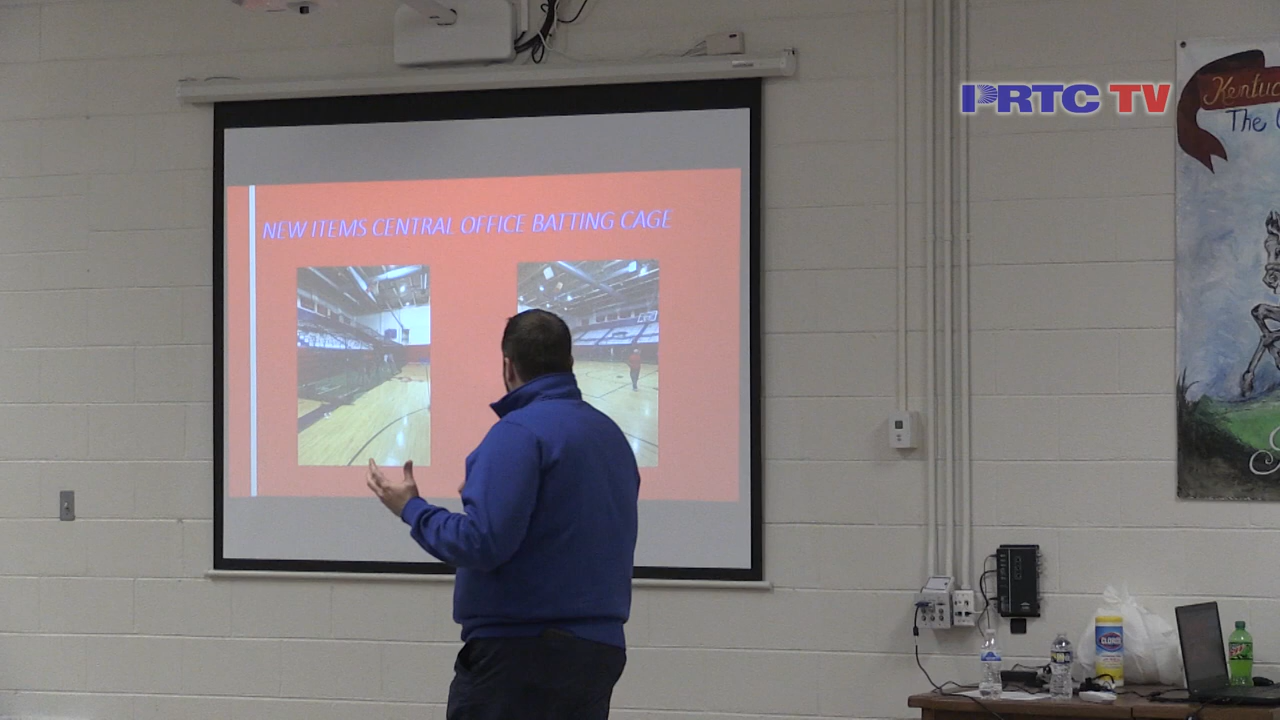 PRTC TV
Kentuc
The
NEW ITEMS CENTRAL OFFICE BATTING CAGE
CLOROX